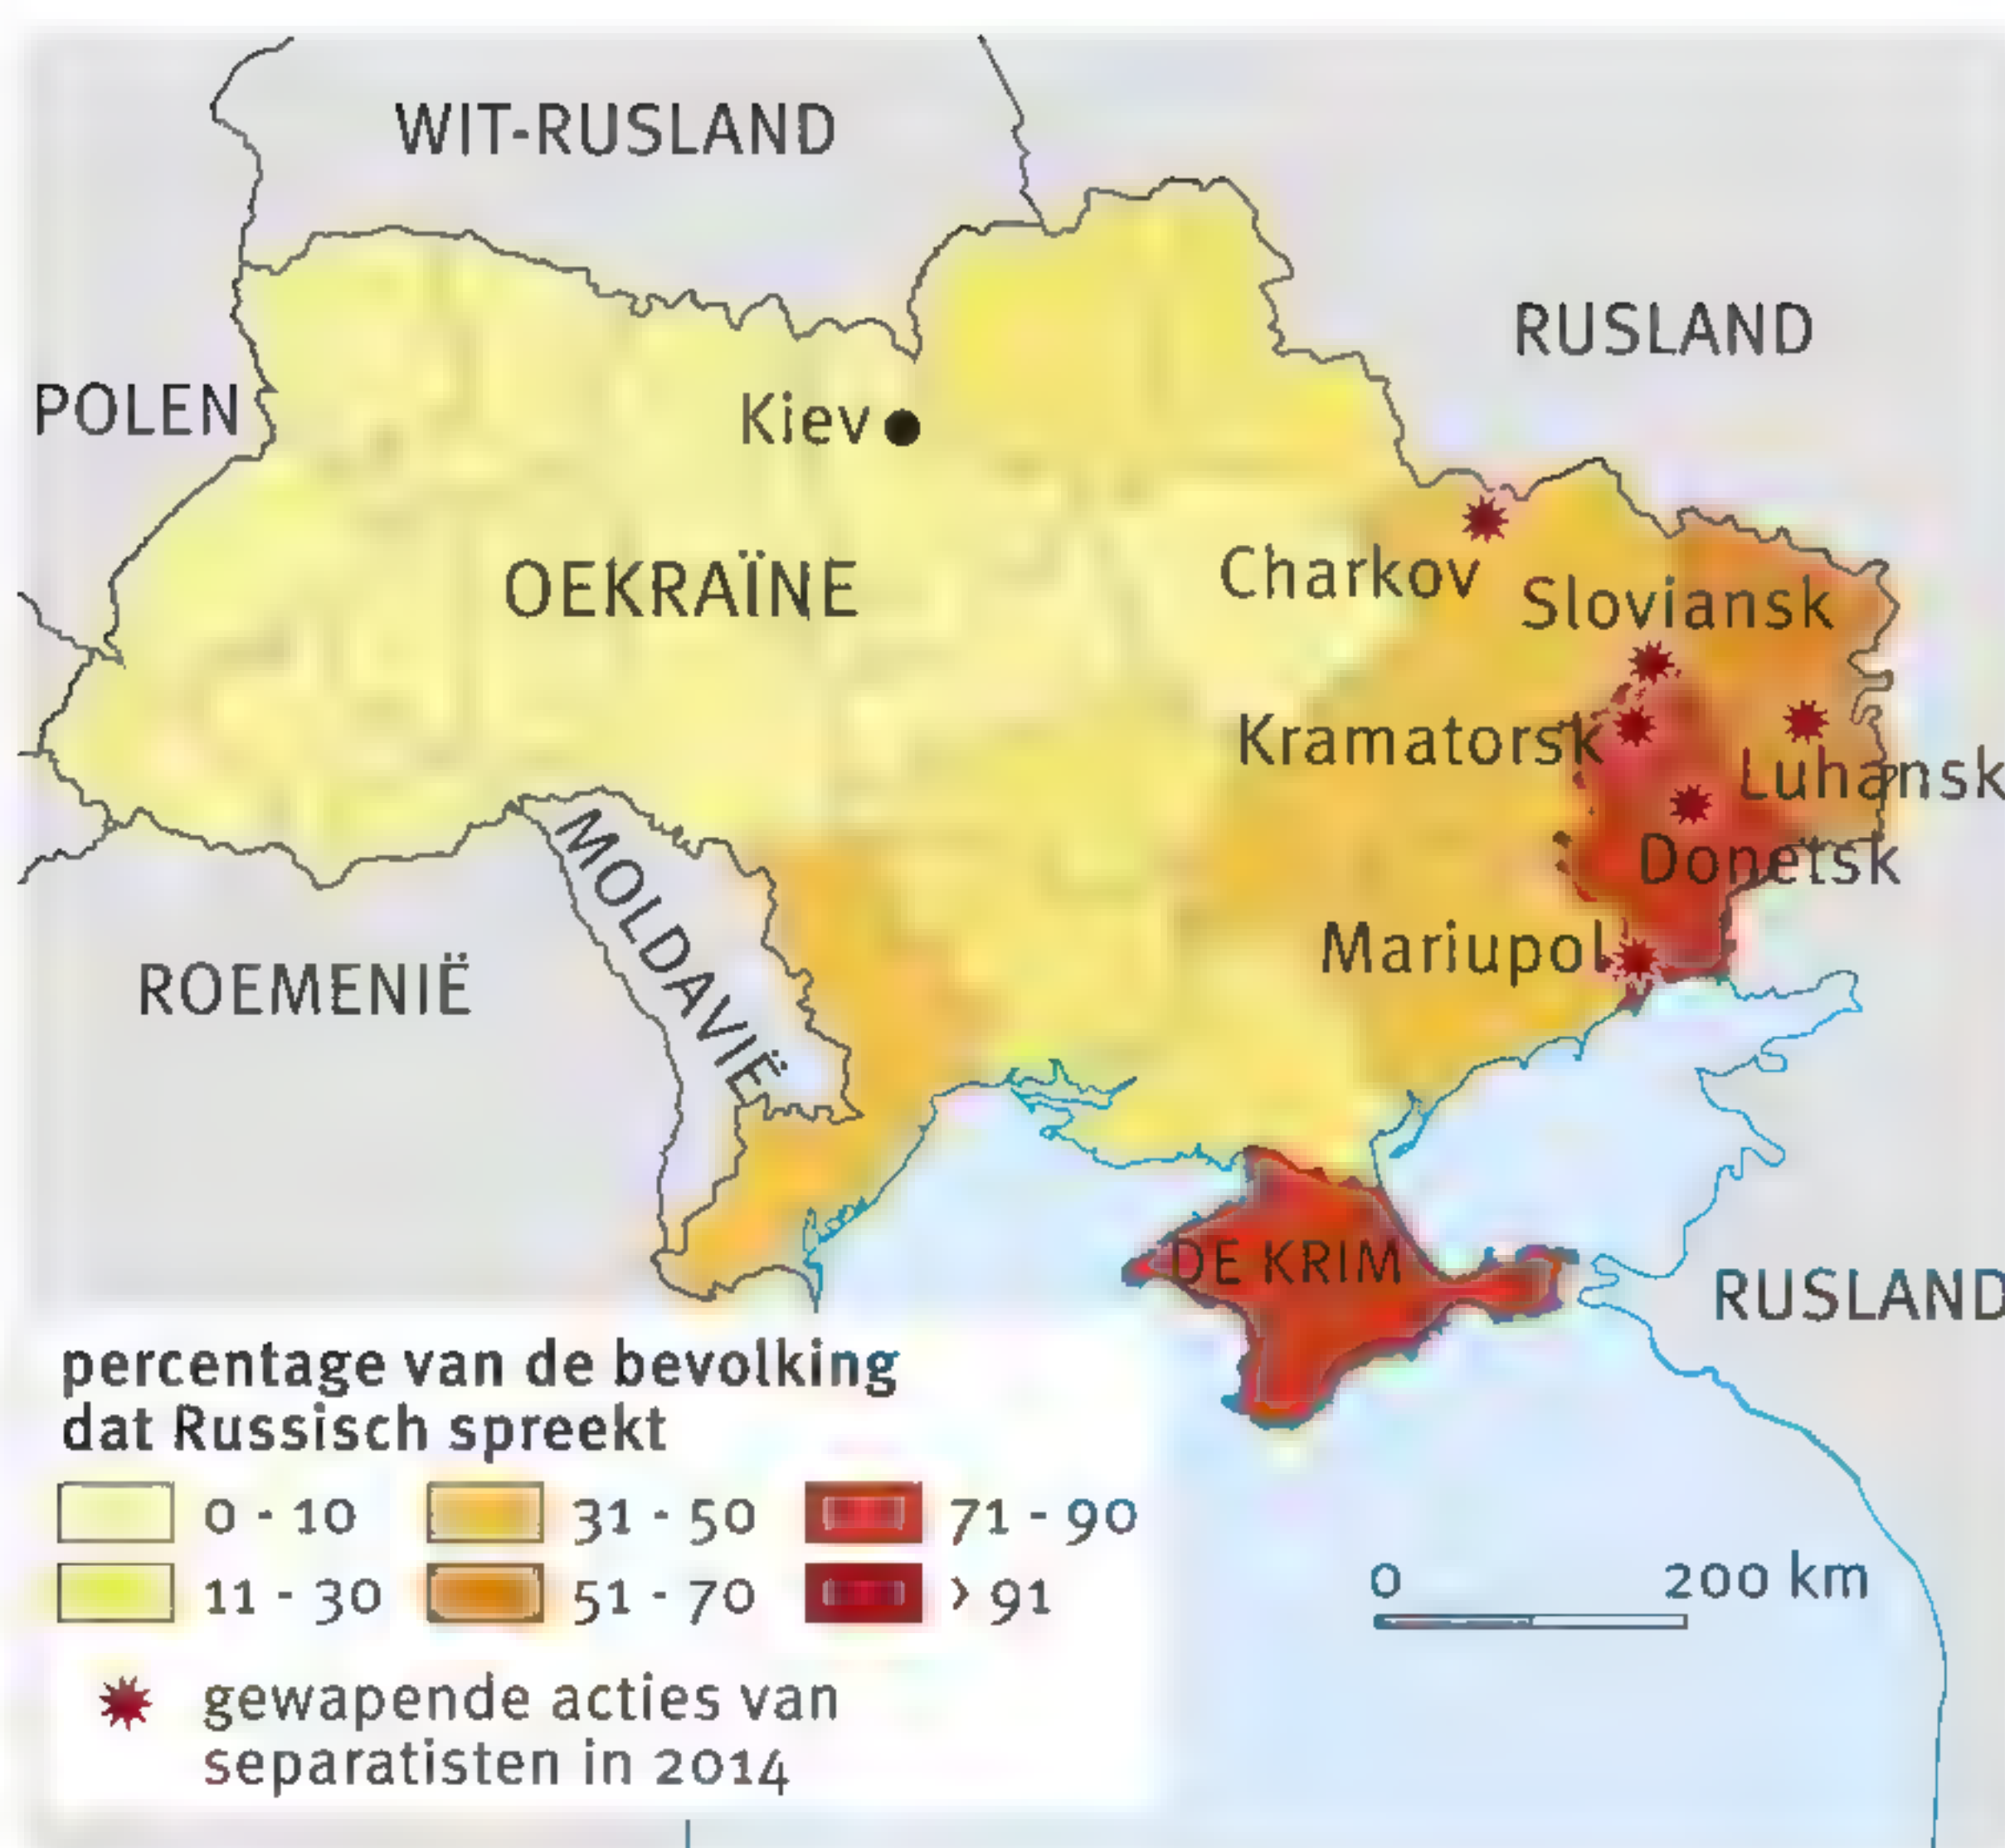 WIT-RUSLAND
RUSLAND
POLEN
Kiev
OEKRAÏNE
Charkov
Sloviansk
Kramatorsk
Luhansk
MOLDAVIË
Donetsk
Mariupol
ROEMENIË
DE KRIM
RUSLAND
percentage van de bevolking
dat Russisch spreekt
0 - 10
31 - 50
71 - 90
11 - 30
51 - 70
> 91
0 200 km
gewapende acties van
separatisten in 2014